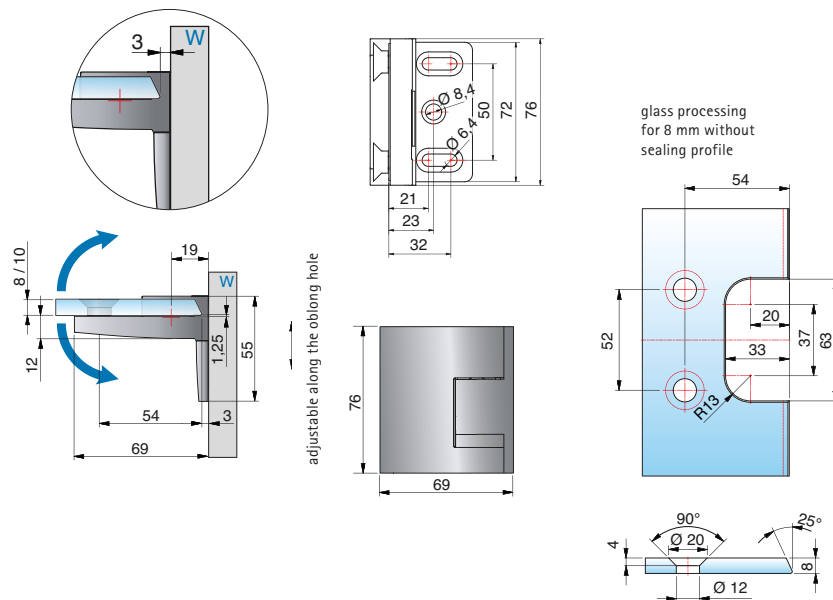 3
W
Ø 8,4
Ø 6,4
50
72
76
21
23
32
glass processing
for 8 mm without
sealing profile
54
52
20
33
37
63
R13
19
W
8 / 10
12
1,25
55
54
3
69
adjustable along the oblong hole
76
69
90°
25°
Ø 20
4
8
Ø 12